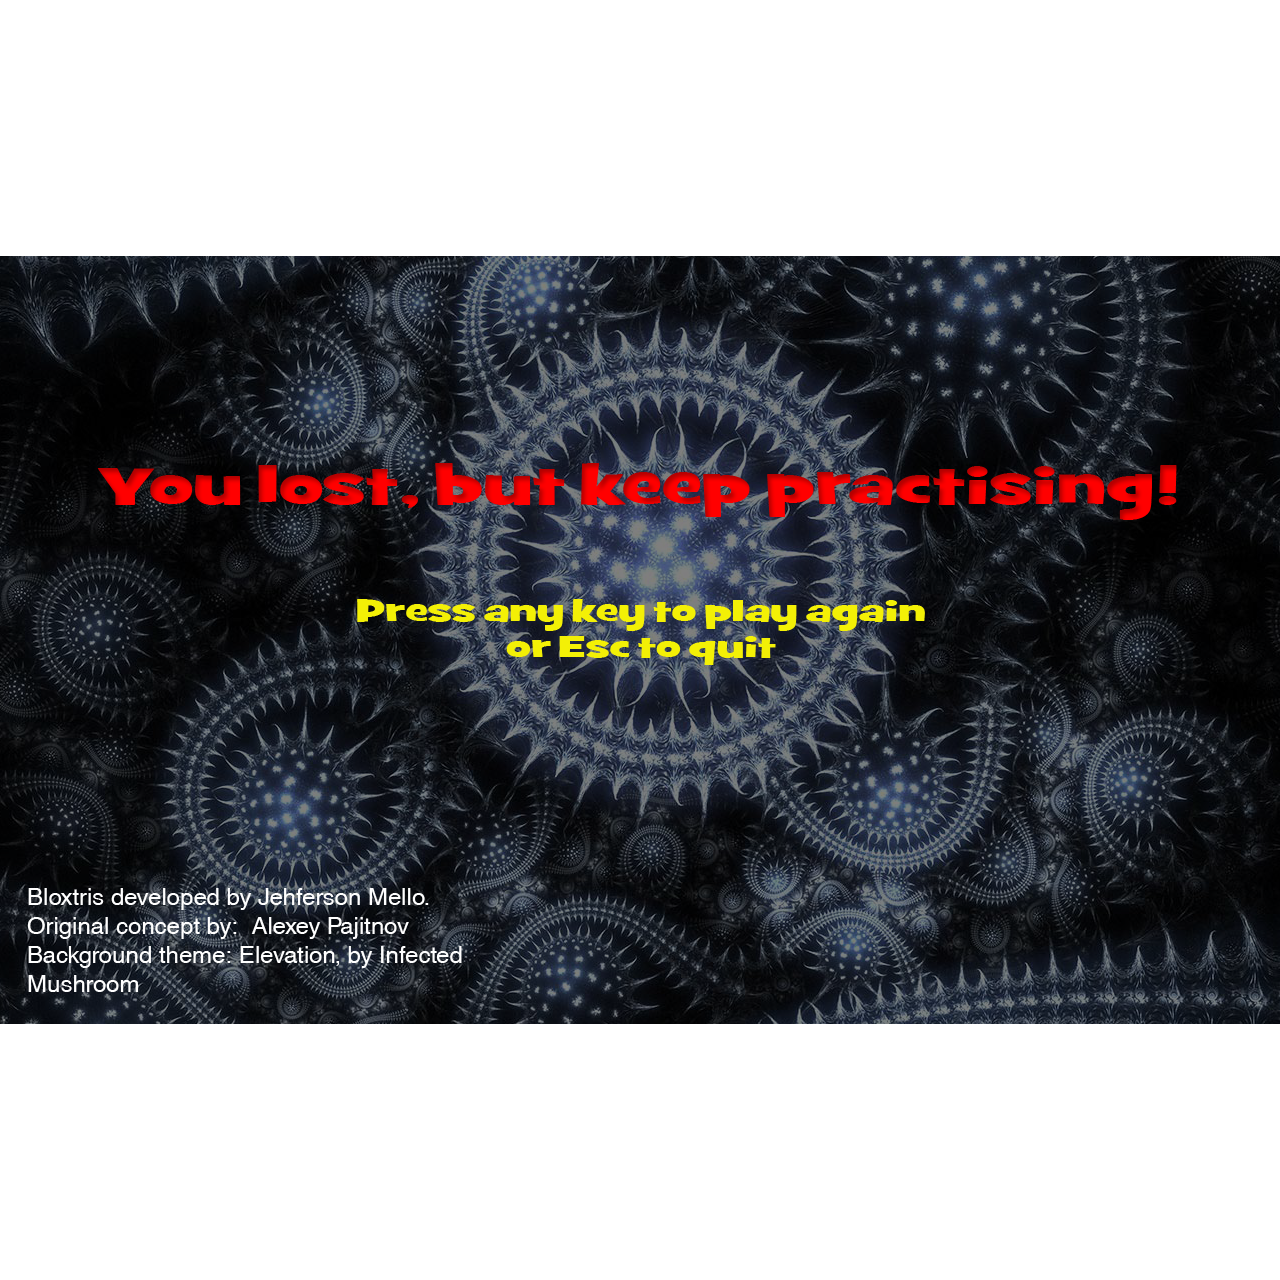 You lost, but keep practising!
Press any key to play again
or Esc to quit
Bloxtris developed by Jehferson Mello.
Original concept by:  Alexey Pajitnov
Background theme: Elevation, by Infected
Mushroom